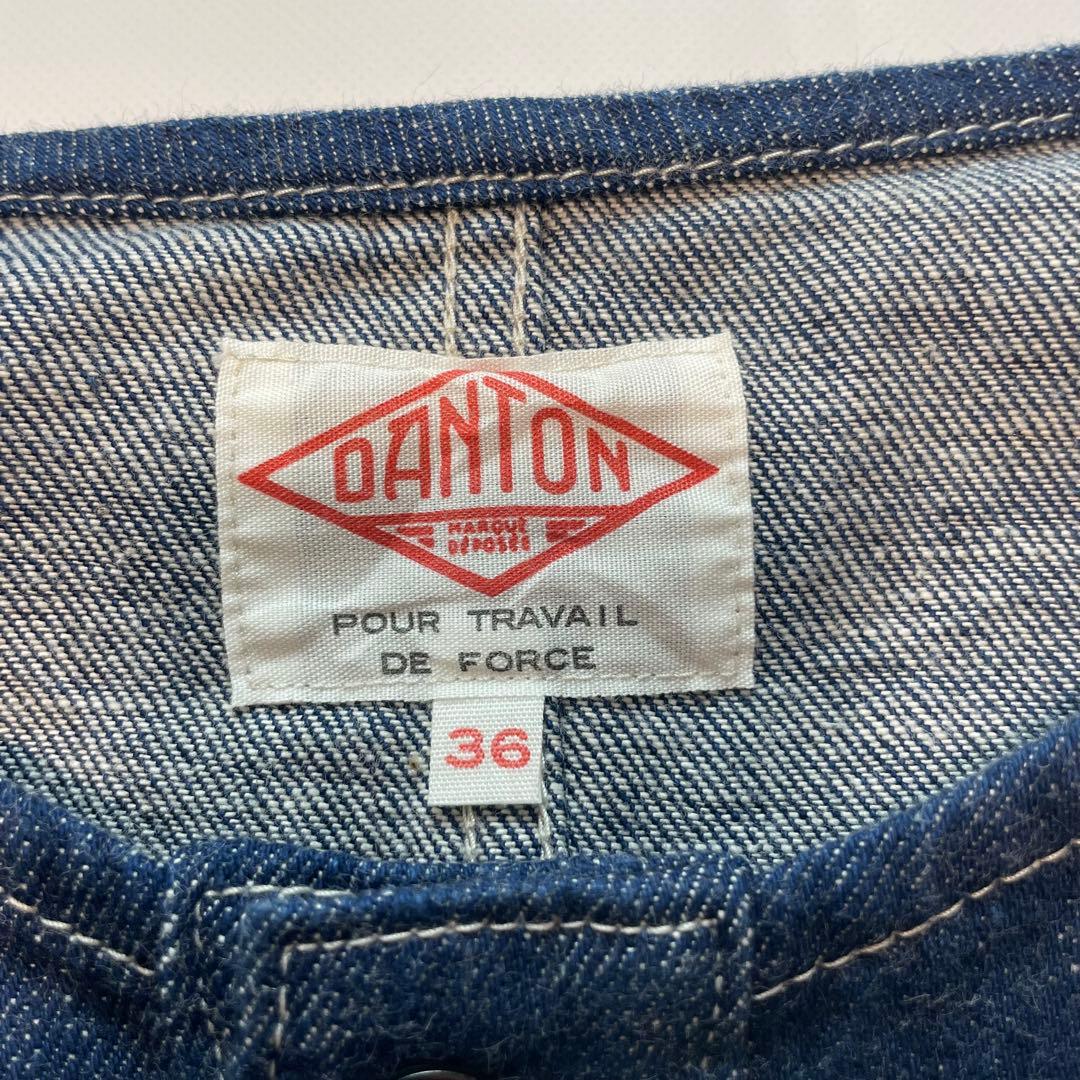 DANTON
MARQUE
DÉPOSÉE
POUR TRAVAIL
DE FORCE
36